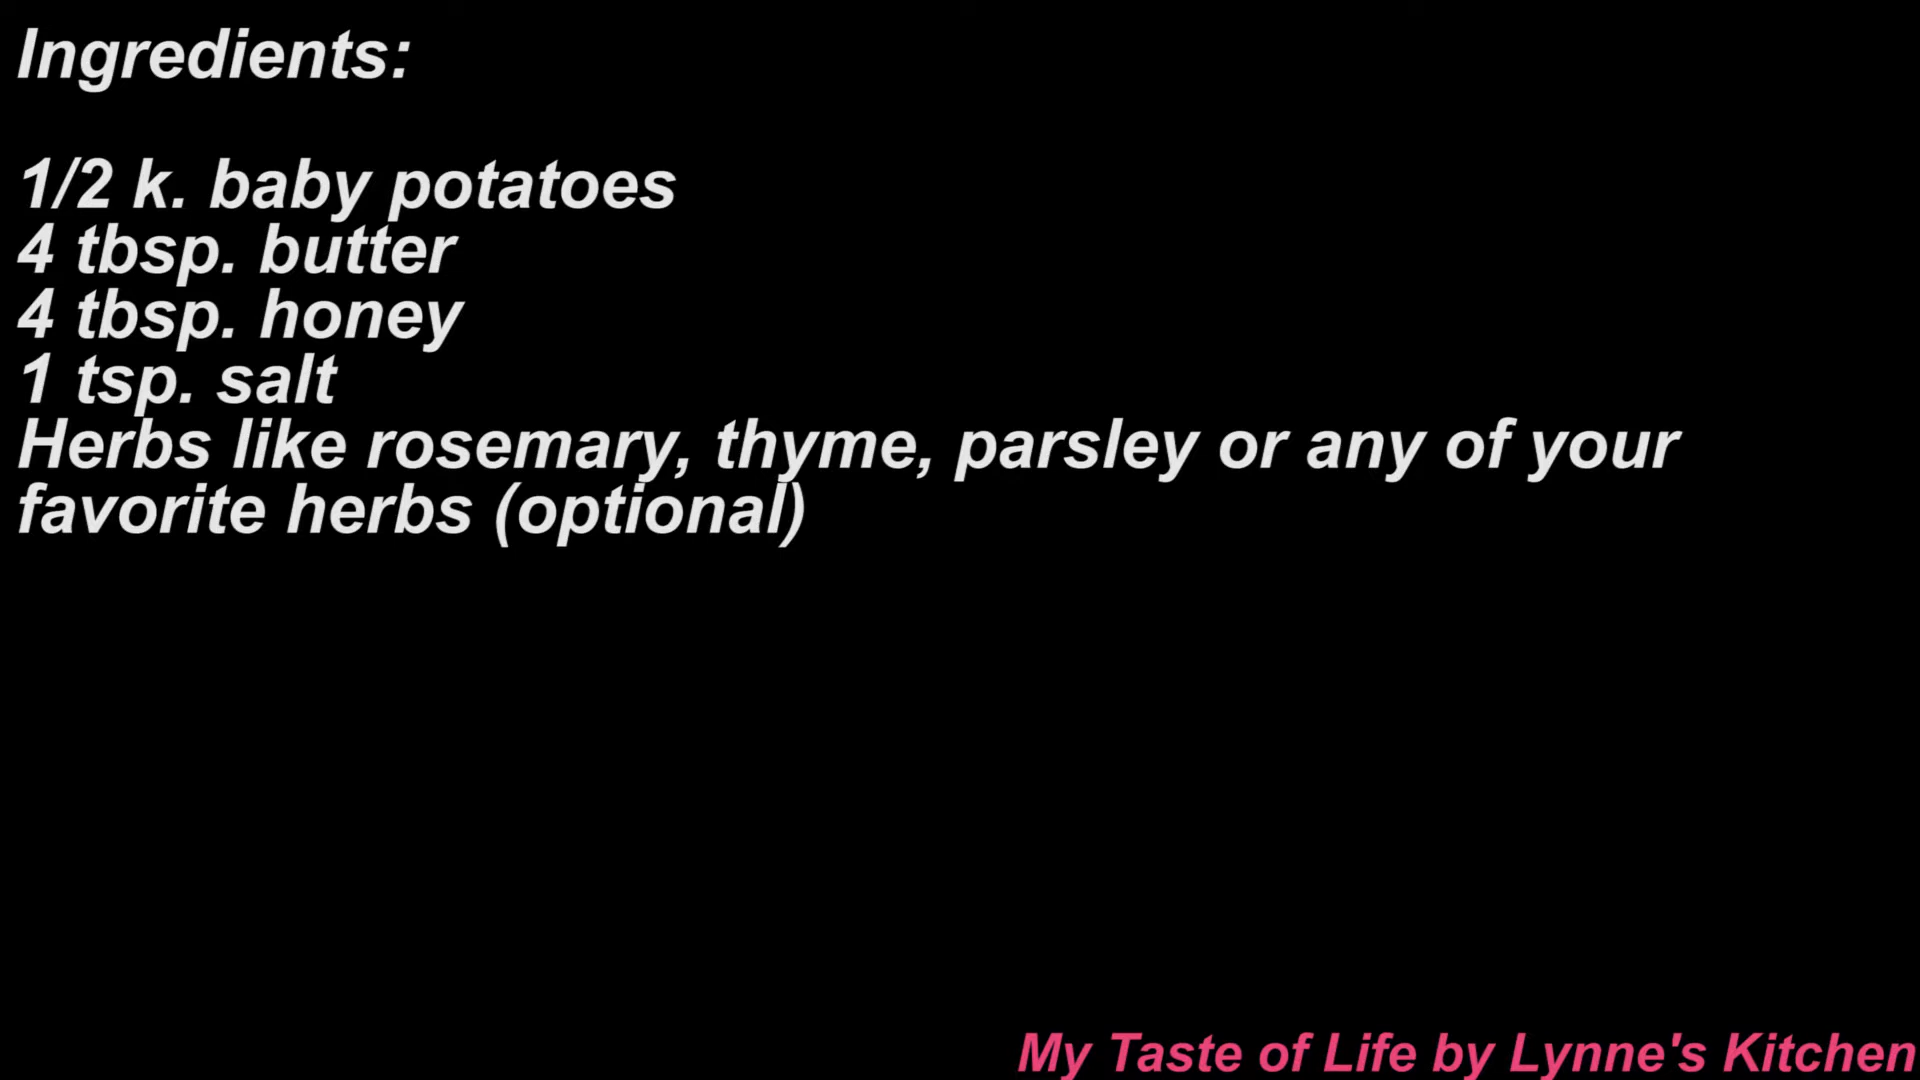 Ingredients:
1/2 k. baby potatoes
4 tbsp. butter
4 tbsp. honey
1 tsp. salt
Herbs like rosemary, thyme, parsley or any of your
favorite herbs (optional)
My Taste of Life by Lynne's Kitchen